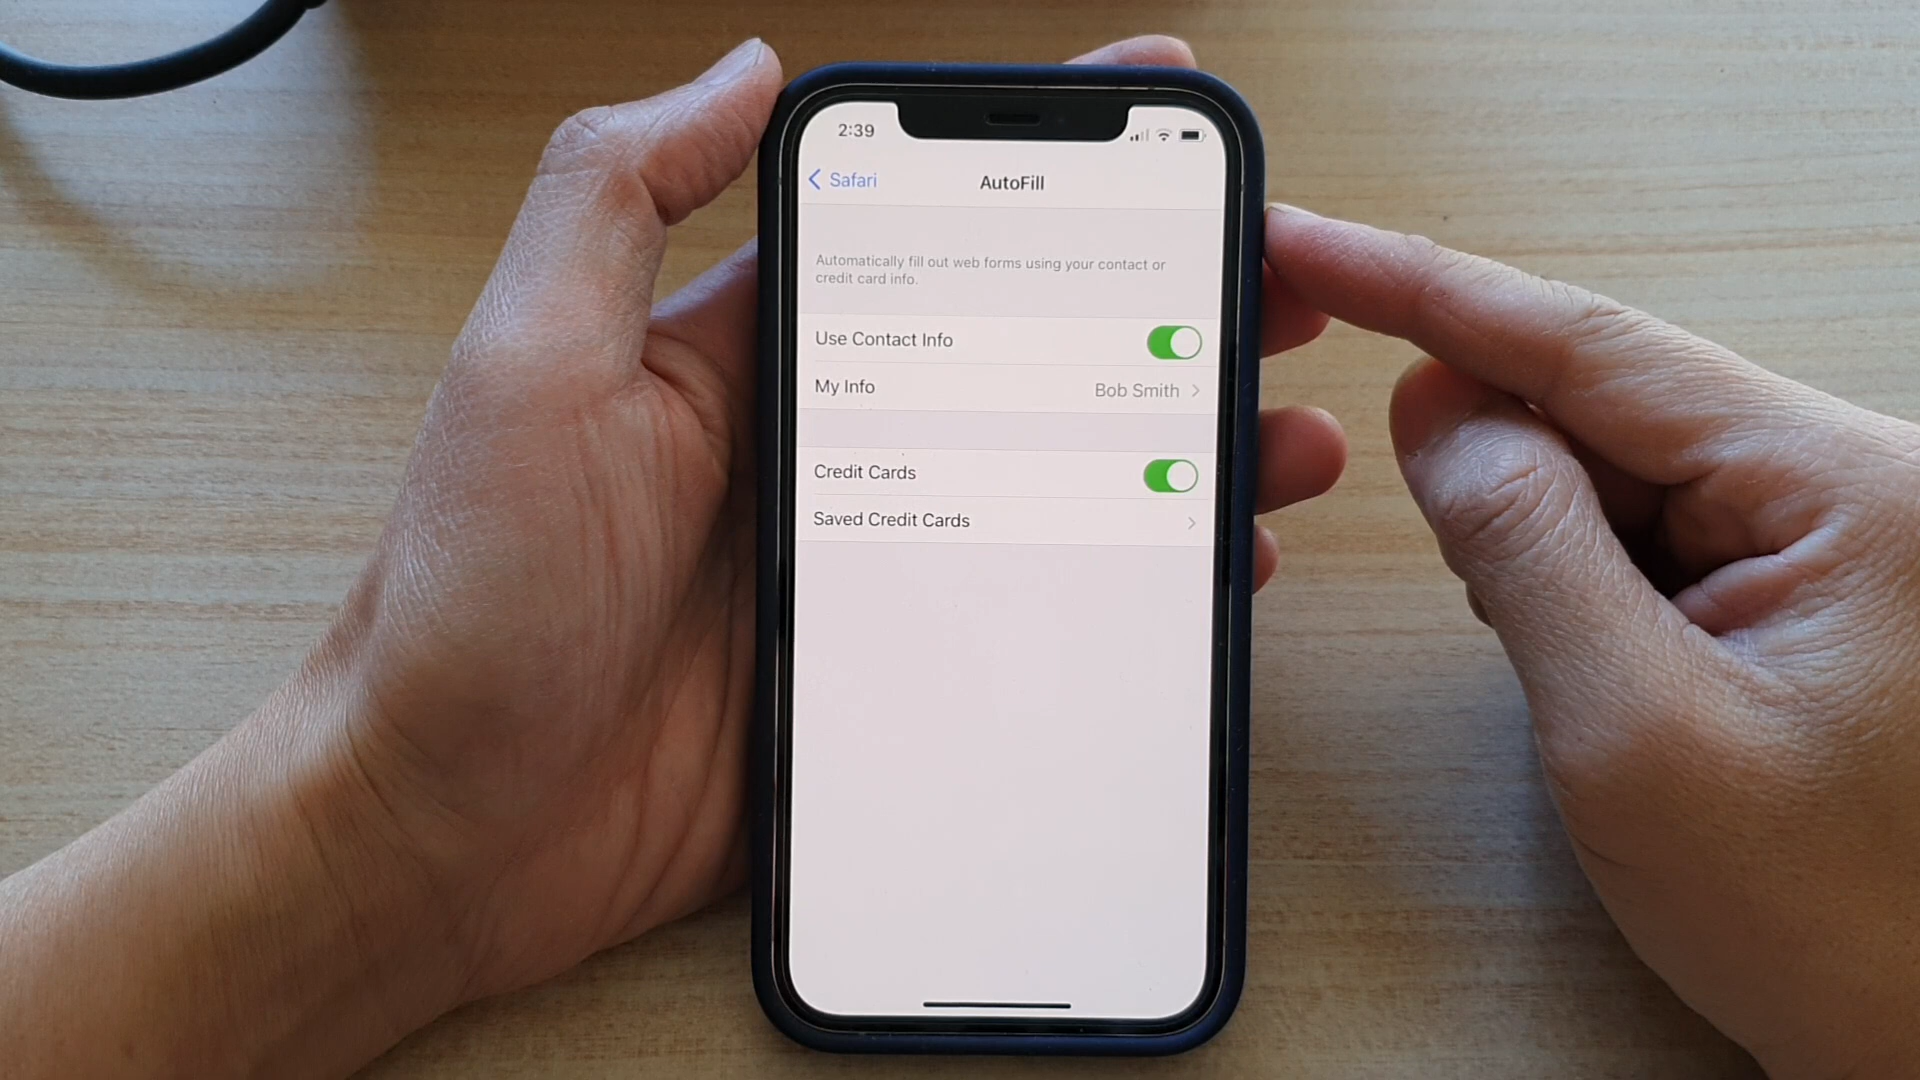 2:39
Safari
AutoFill
Automatically fill out web forms using your contact or
credit card info.
Use Contact Info
My Info Bob Smith
Credit Cards
Saved Credit Cards